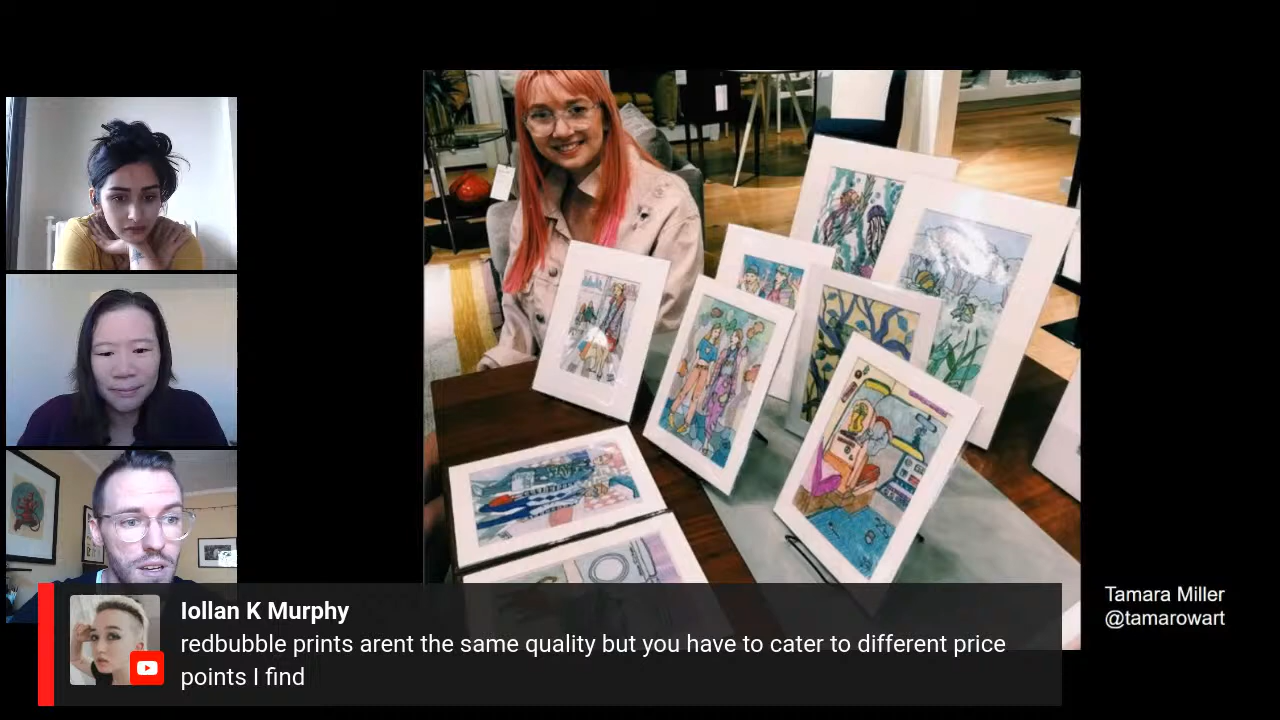 Tamara Miller
@tamarowart
Iollan K Murphy
redbubble prints arent the same quality but you have to cater to different price
points I find